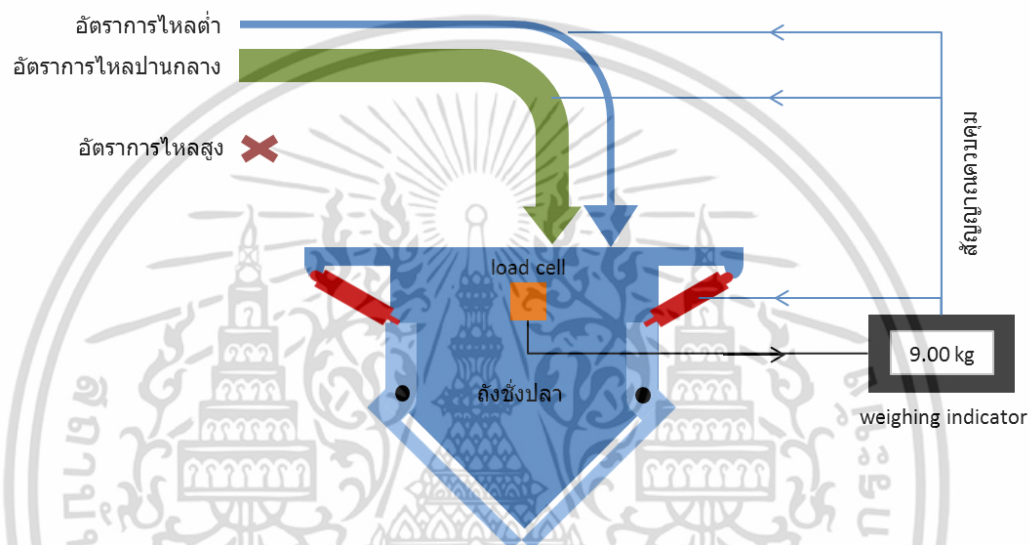 อัตราการไหลต่ำ
อัตราการไหลปานกลาง
อัตราการไหลสูง
สัญญาณควบคุม
load cell
9.00 kg
ถังชั่งปลา
weighing indicator